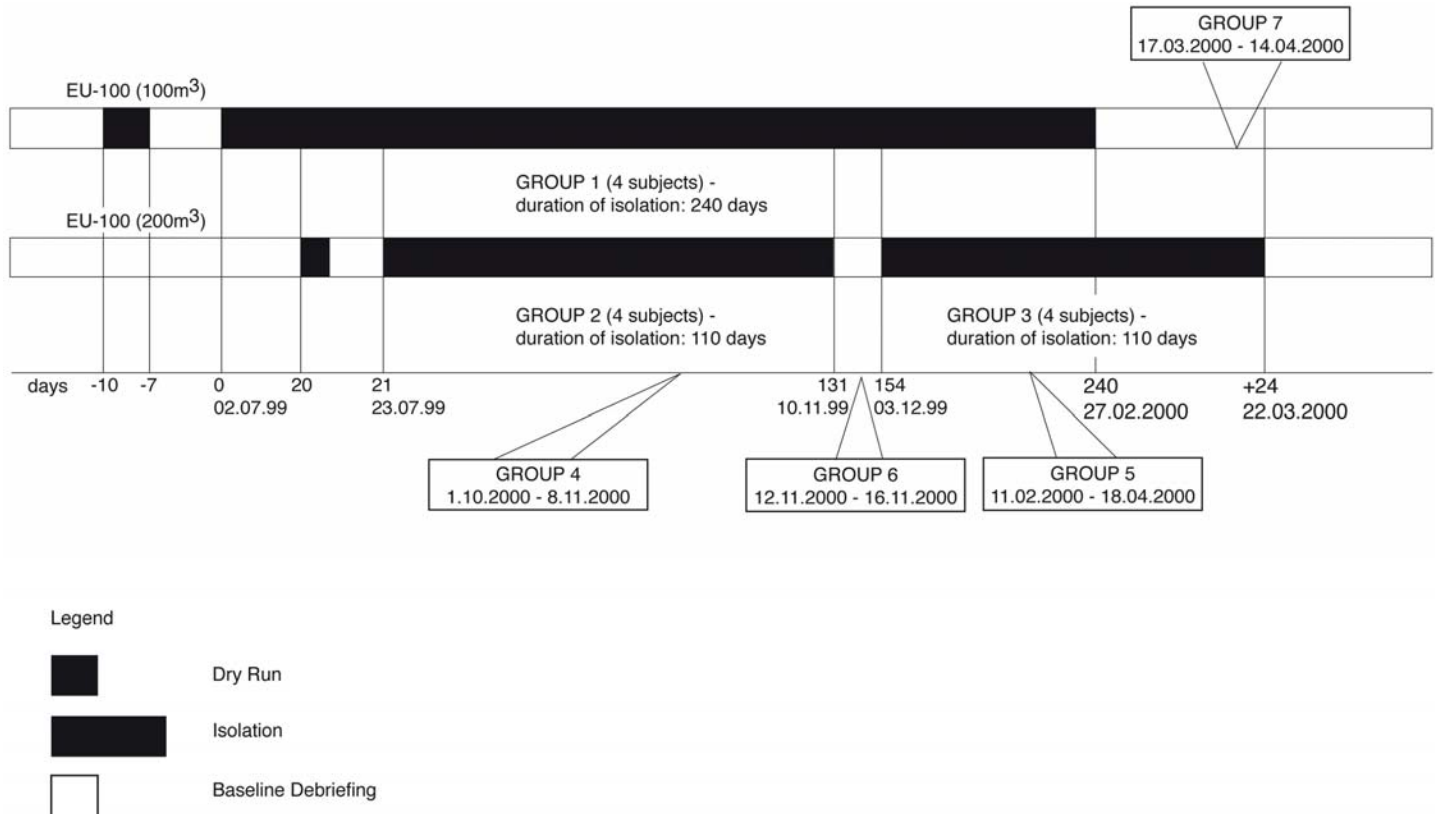 GROUP 7
17.03.2000 - 14.04.2000
EU-100 (100m³)
GROUP 1 (4 subjects) -
duration of isolation: 240 days
EU-100 (200m³)
GROUP 2 (4 subjects) -
duration of isolation: 110 days
GROUP 3 (4 subjects) -
duration of isolation: 110 days
days -10 -7 0 20 21 131 154 240 +24
02.07.99 23.07.99 10.11.99 03.12.99 27.02.2000 22.03.2000
GROUP 4
1.10.2000 - 8.11.2000
GROUP 6
12.11.2000 - 16.11.2000
GROUP 5
11.02.2000 - 18.04.2000
Legend
Dry Run
Isolation
Baseline Debriefing